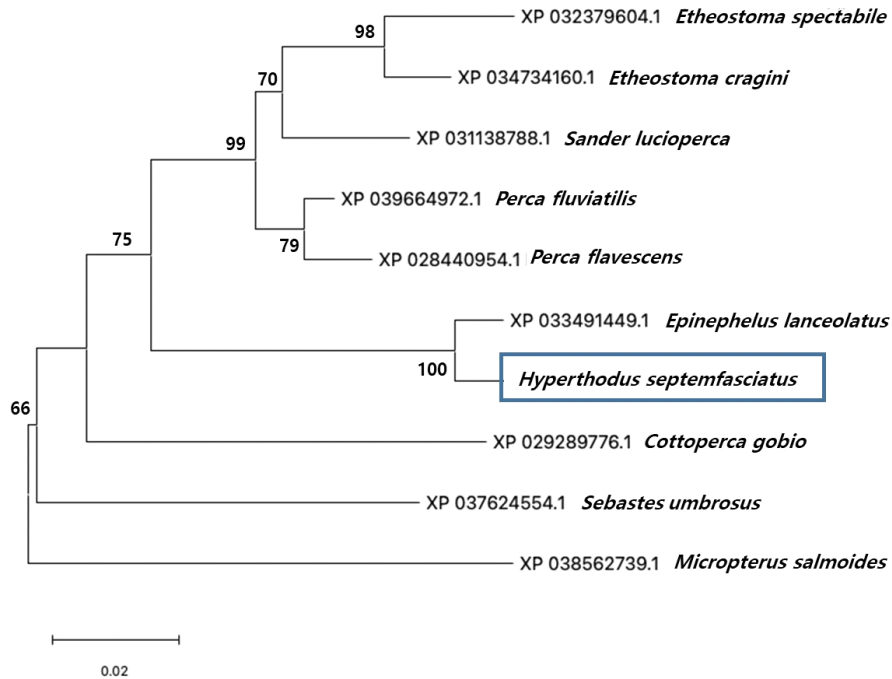 XP 032379604.1 Etheostoma spectabile
98
XP 034734160.1 Etheostoma cragini
70
XP 031138788.1 Sander lucioperca
99
XP 039664972.1 Perca fluviatilis
79
XP 028440954.1 Perca flavescens
75
XP 033491449.1 Epinephelus lanceolatus
100
Hyperthodus septemfasciatus
66
XP 029289776.1 Cottoperca gobio
XP 037624554.1 Sebastes umbrosus
XP 038562739.1 Micropterus salmoides
0.02